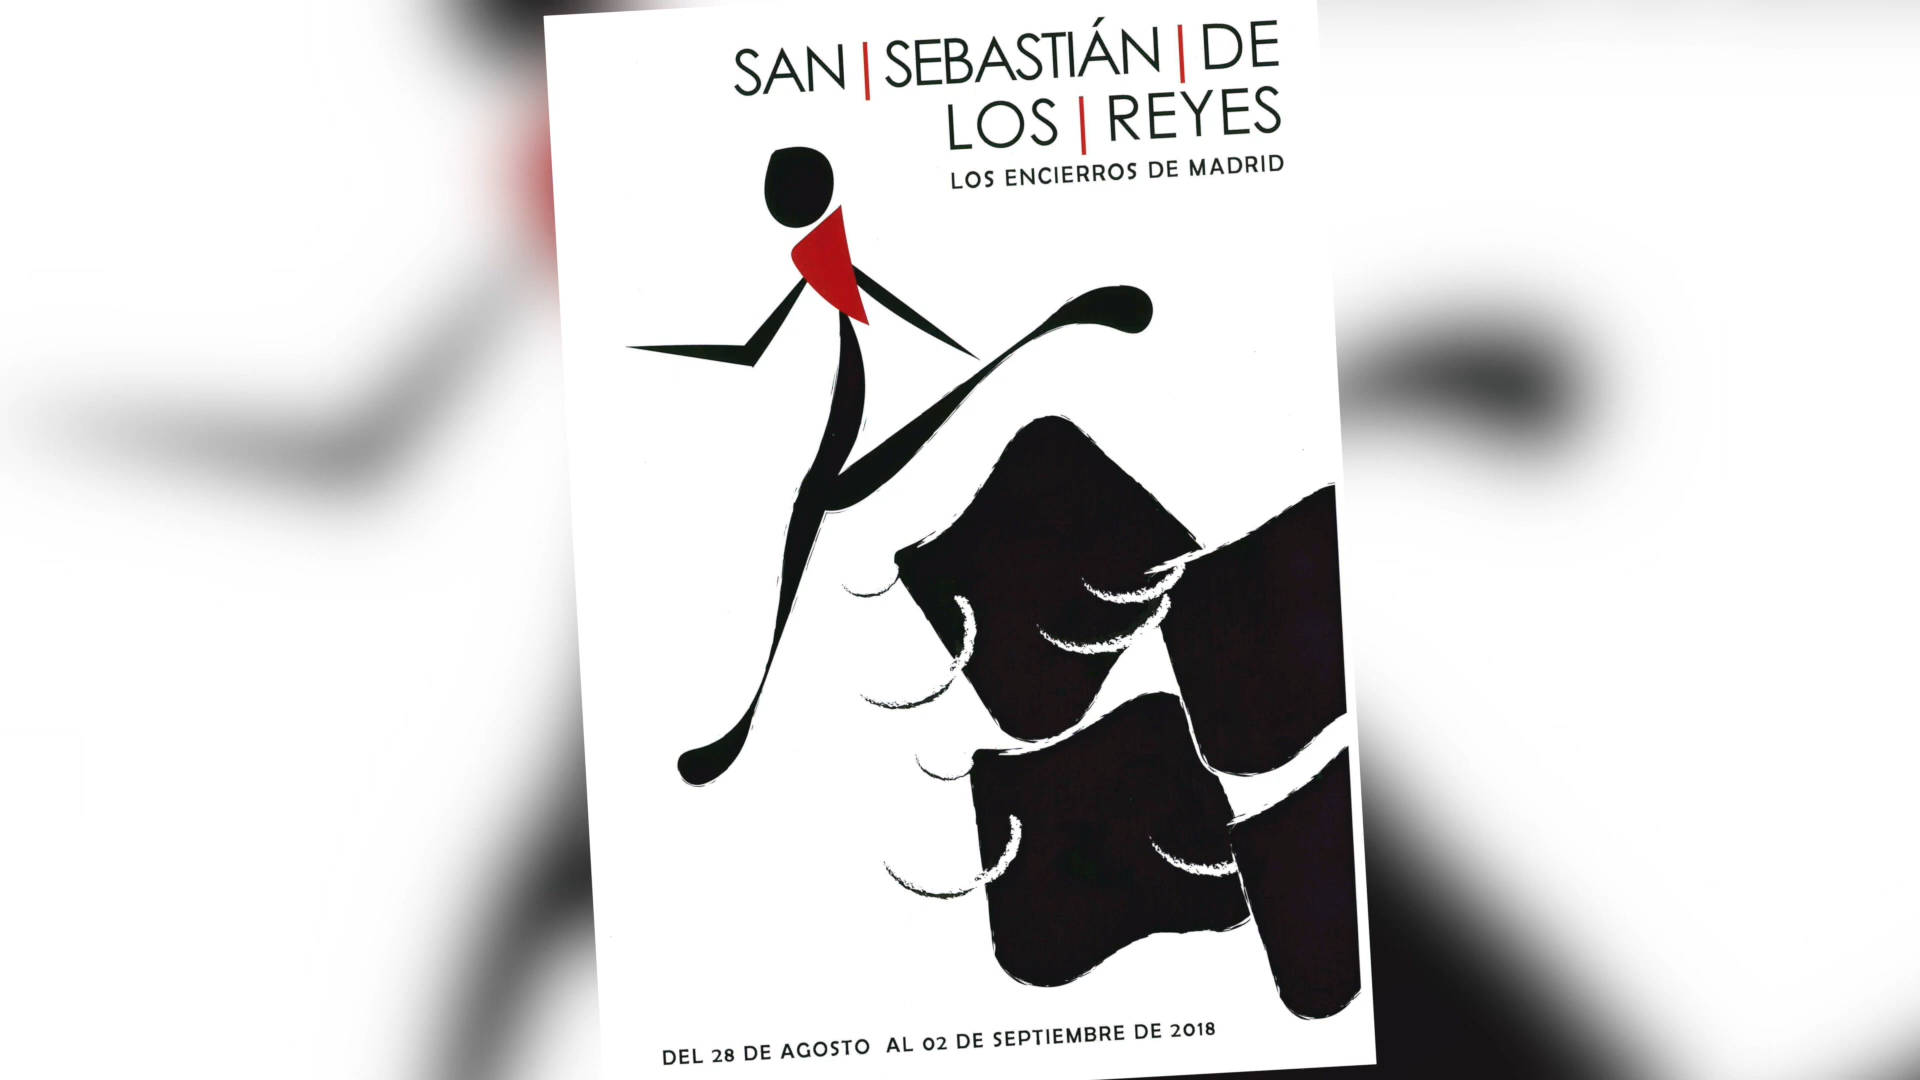 SAN | SEBASTIÁN | DE
LOS | REYES
LOS ENCIERROS DE MADRID
DEL 28 DE AGOSTO AL 02 DE SEPTIEMBRE DE 2018